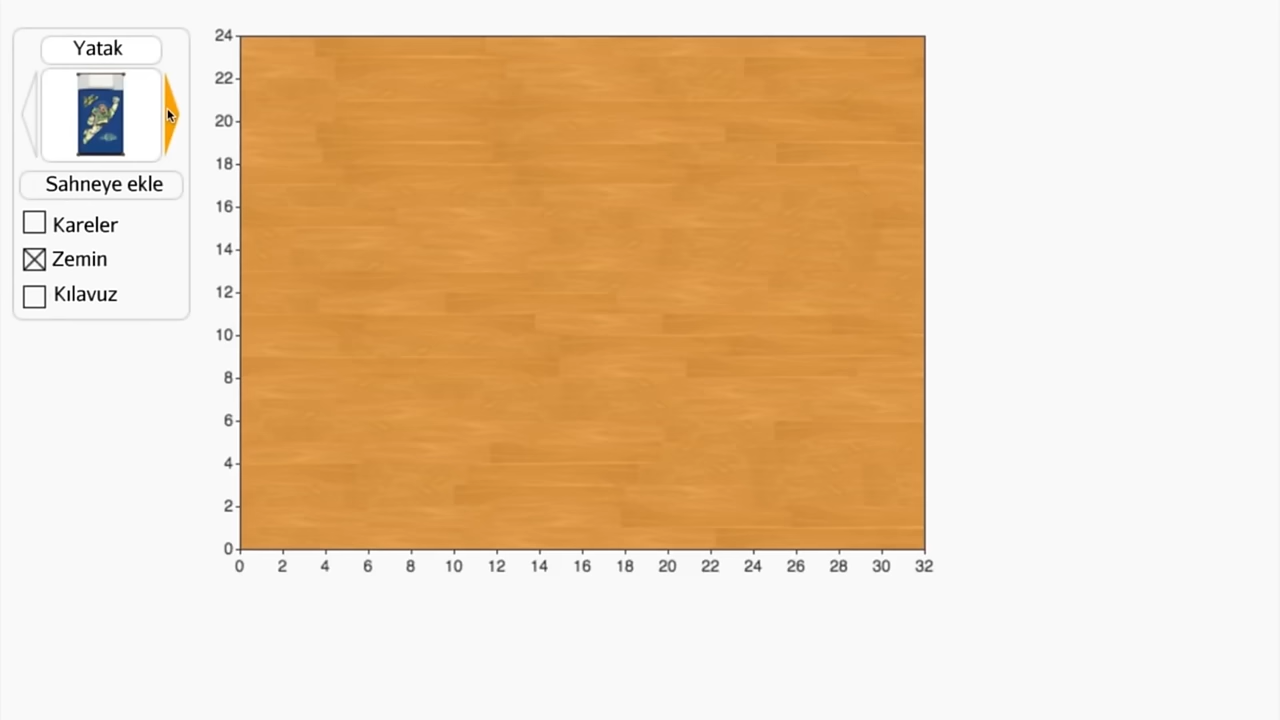 Yatak
Sahneye ekle
Kareler
Zemin
Kılavuz
24
22
20
18
16
14
12
10
8
6
4
2
0
0 2 4 6 8 10 12 14 16 18 20 22 24 26 28 30 32